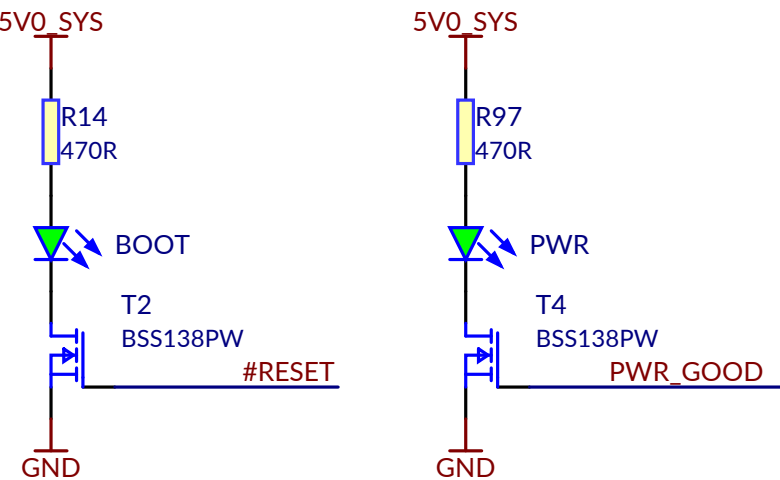 5V0_SYS
R14
470R
BOOT
T2
BSS138PW
#RESET
GND
5V0_SYS
R97
470R
PWR
T4
BSS138PW
PWR_GOOD
GND